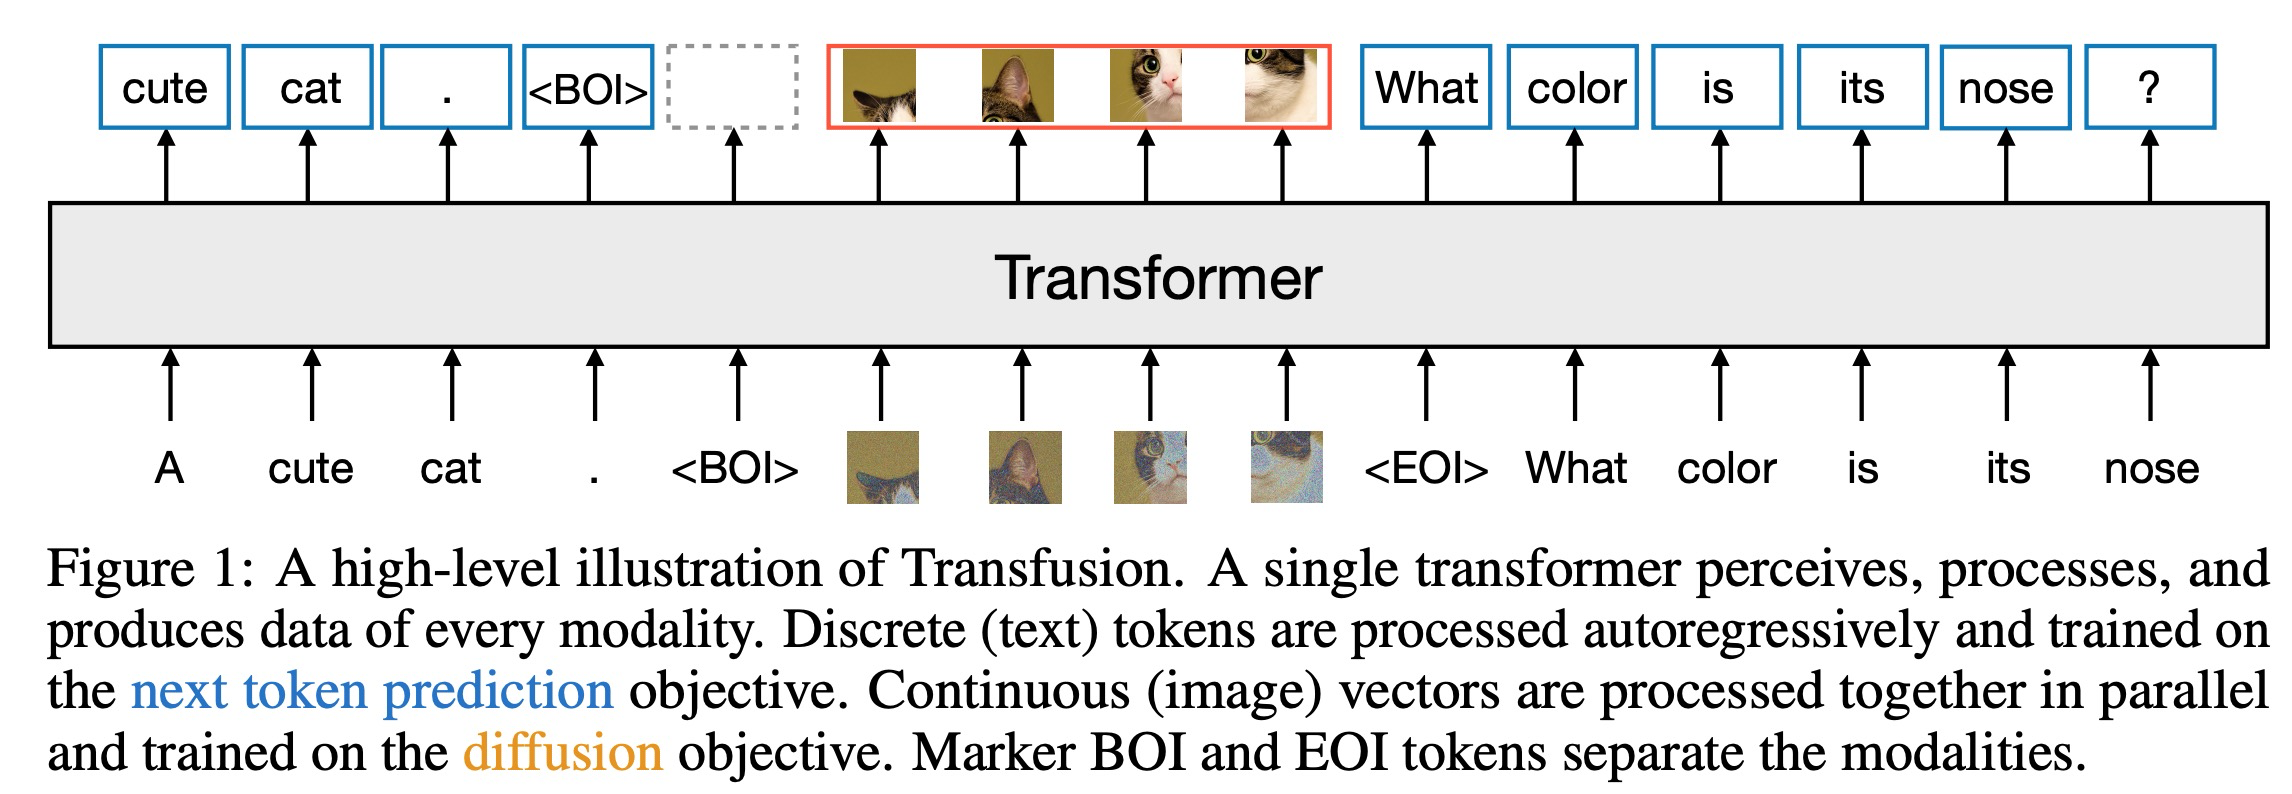 cute cat . <BOI> What color is its nose ?
Transformer
A cute cat . <BOI> <EOI> What color is its nose
Figure 1: A high-level illustration of Transfusion. A single transformer perceives, processes, and
produces data of every modality. Discrete (text) tokens are processed autoregressively and trained on
the next token prediction objective. Continuous (image) vectors are processed together in parallel
and trained on the diffusion objective. Marker BOI and EOI tokens separate the modalities.